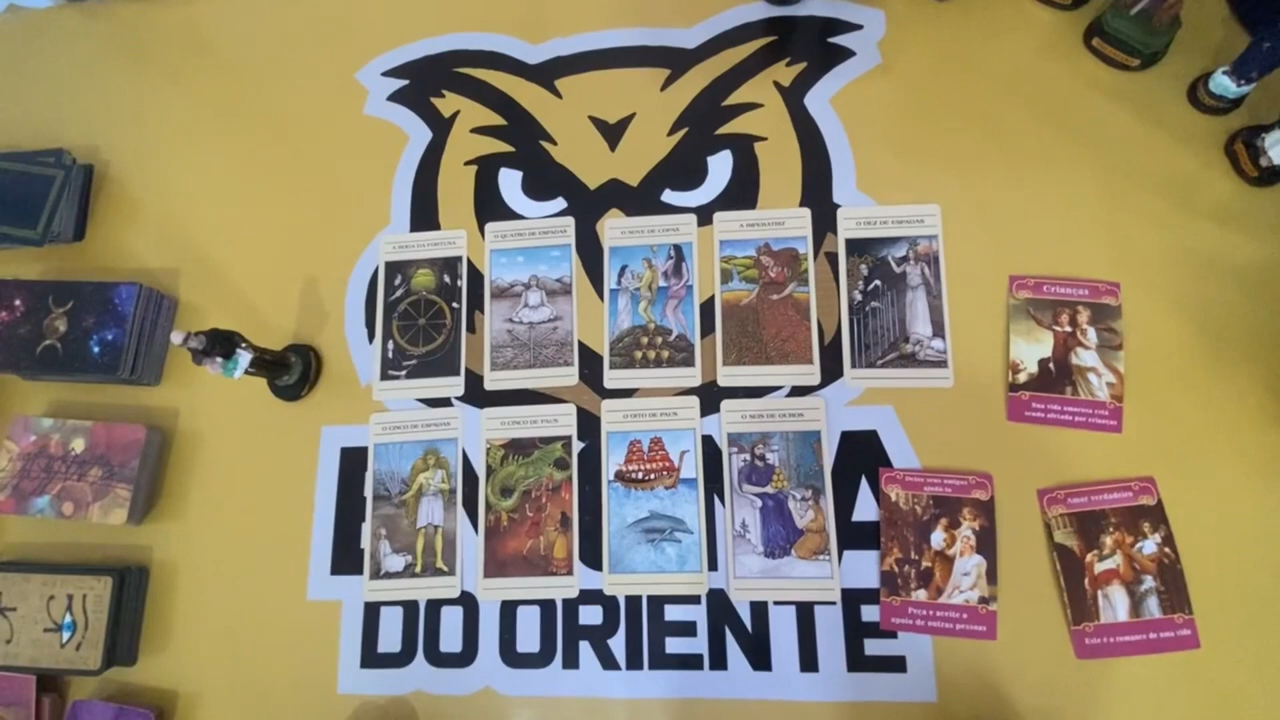 A RODA DA FORTUNA
O QUATRO DE ESPADAS
O NOVE DE COPAS
A IMPERATRIZ
O DEZ DE ESPADAS
Crianças
Sua vida amorosa está
sendo afetada por crianças
O CINCO DE ESPADAS
O CINCO DE PAUS
O OITO DE PAUS
O SEIS DE OUROS
Deixe seus amigos
ajudá-lo
Peça e aceite o
apoio de outras pessoas
Amor verdadeiro
Este é o romance de uma vida
DO ORIENTE